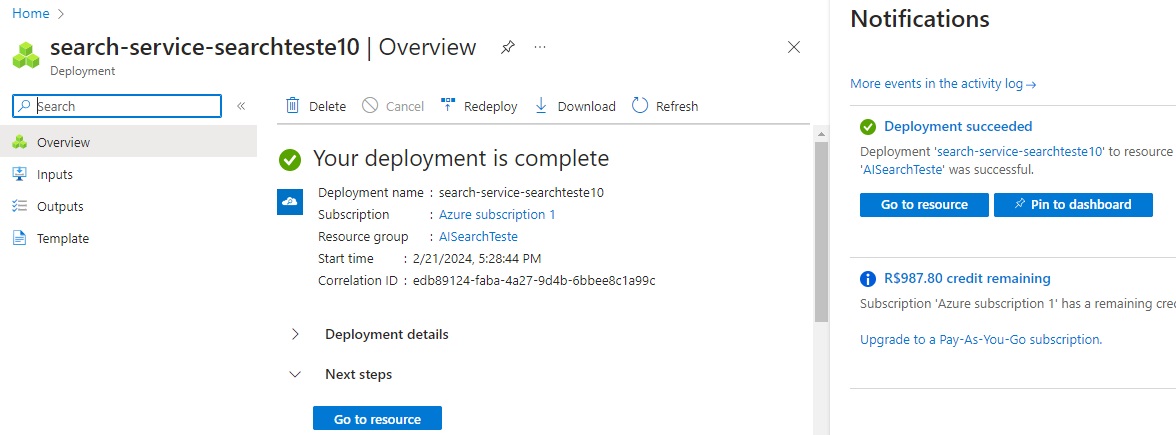 Home >
search-service-searchteste10 | Overview
Deployment
Search
Overview
Inputs
Outputs
Template
Delete Cancel Redeploy Download Refresh
Your deployment is complete
Deployment name : search-service-searchteste10
Subscription : Azure subscription 1
Resource group : AISearchTeste
Start time : 2/21/2024, 5:28:44 PM
Correlation ID : edb89124-faba-4a27-9d4b-6bbee8c1a99c
Deployment details
Next steps
Go to resource
Notifications
More events in the activity log →
Deployment succeeded
Deployment 'search-service-searchteste10' to resource
'AISearchTeste' was successful.
Go to resource Pin to dashboard
R$987.80 credit remaining
Subscription 'Azure subscription 1' has a remaining cre
Upgrade to a Pay-As-You-Go subscription.